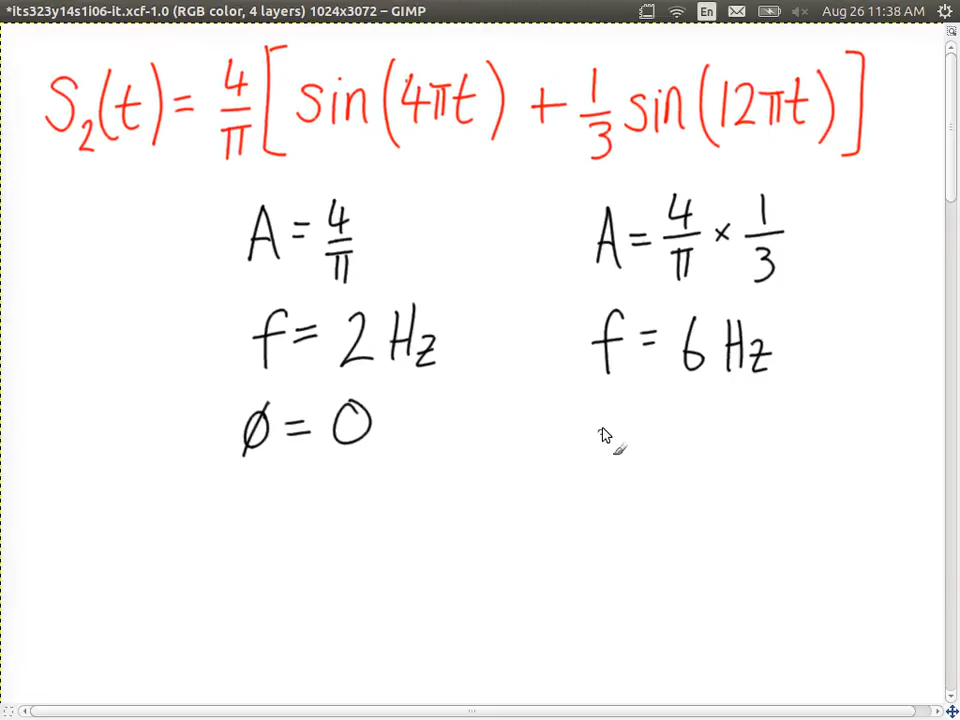 *its323y14s1i06-it.xcf-1.0 (RGB color, 4 layers) 1024x3072 – GIMP En Aug 26 11:38 AM
S₂(t) = 4/π [ sin(4πt) + 1/3 sin(12πt) ]
A = 4/π A = 4/π × 1/3
f = 2 Hz f = 6 Hz
ø = 0